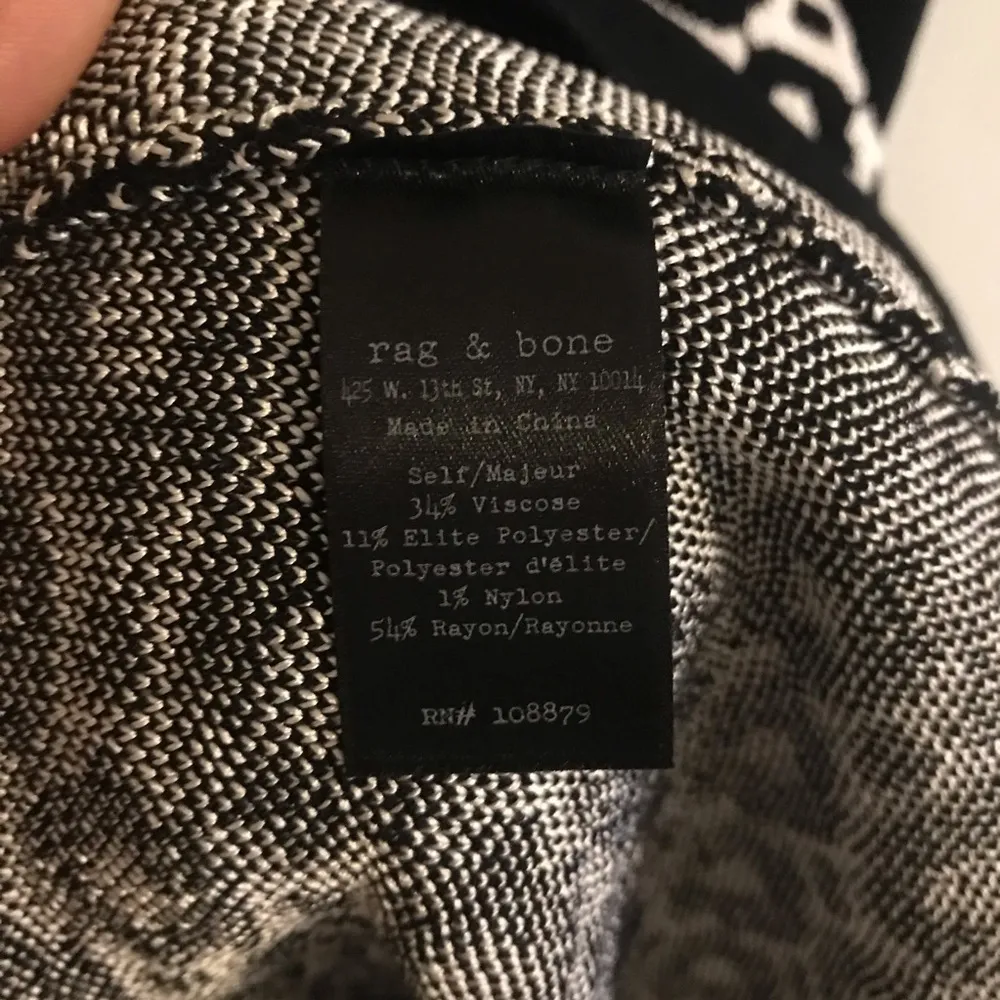 rag & bone
425 W. 13th St, NY, NY 10014
Made in China
Self/Majeur
34% Viscose
11% Elite Polyester/
Polyester d'élite
1% Nylon
54% Rayon/Rayonne
RN# 108879